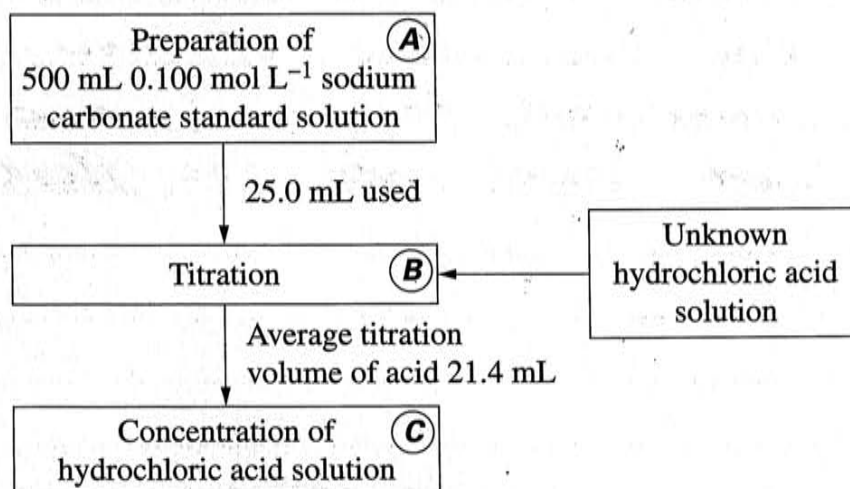 Preparation of A
500 mL 0.100 mol L⁻¹ sodium
carbonate standard solution
25.0 mL used
Titration B
Unknown
hydrochloric acid
solution
Average titration
volume of acid 21.4 mL
Concentration of C
hydrochloric acid solution